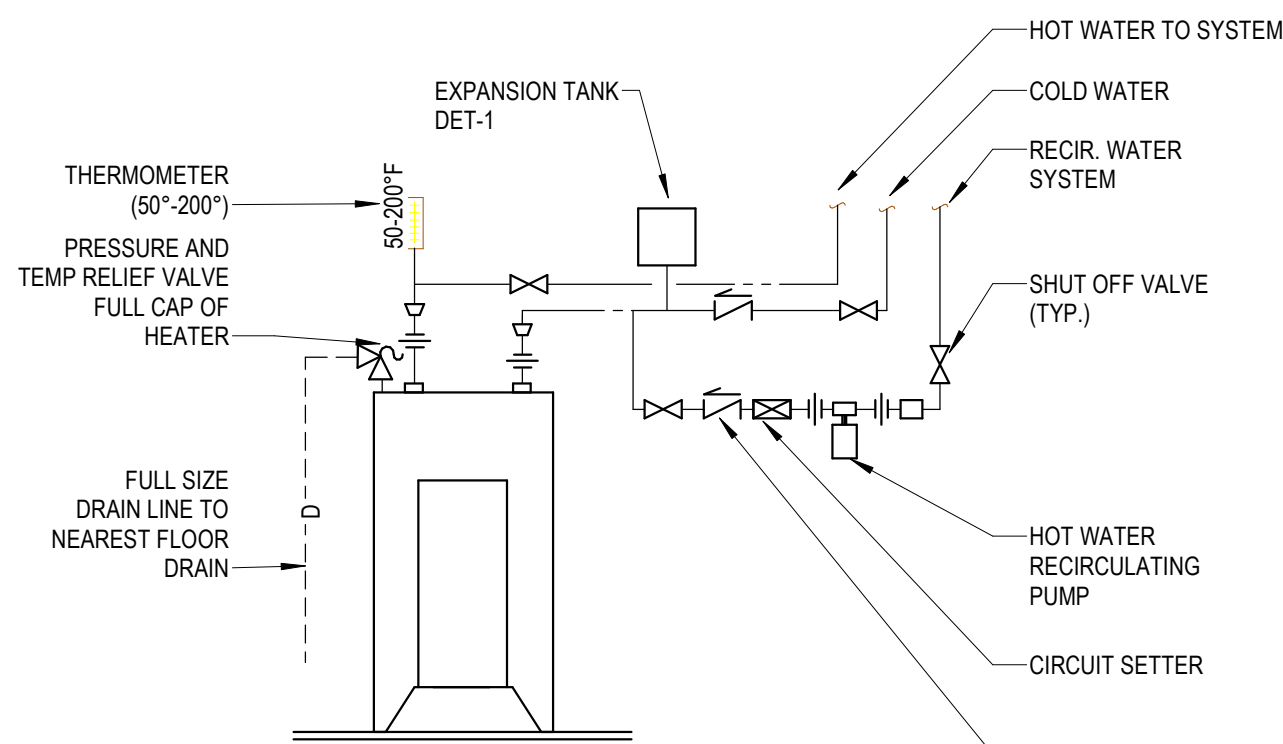 HOT WATER TO SYSTEM
EXPANSION TANK
DET-1
COLD WATER
RECIR. WATER
SYSTEM
THERMOMETER
(50°-200°)
50-200°F
PRESSURE AND
TEMP RELIEF VALVE
FULL CAP OF
HEATER
SHUT OFF VALVE
(TYP.)
FULL SIZE
DRAIN LINE TO
NEAREST FLOOR
DRAIN
D
HOT WATER
RECIRCULATING
PUMP
CIRCUIT SETTER